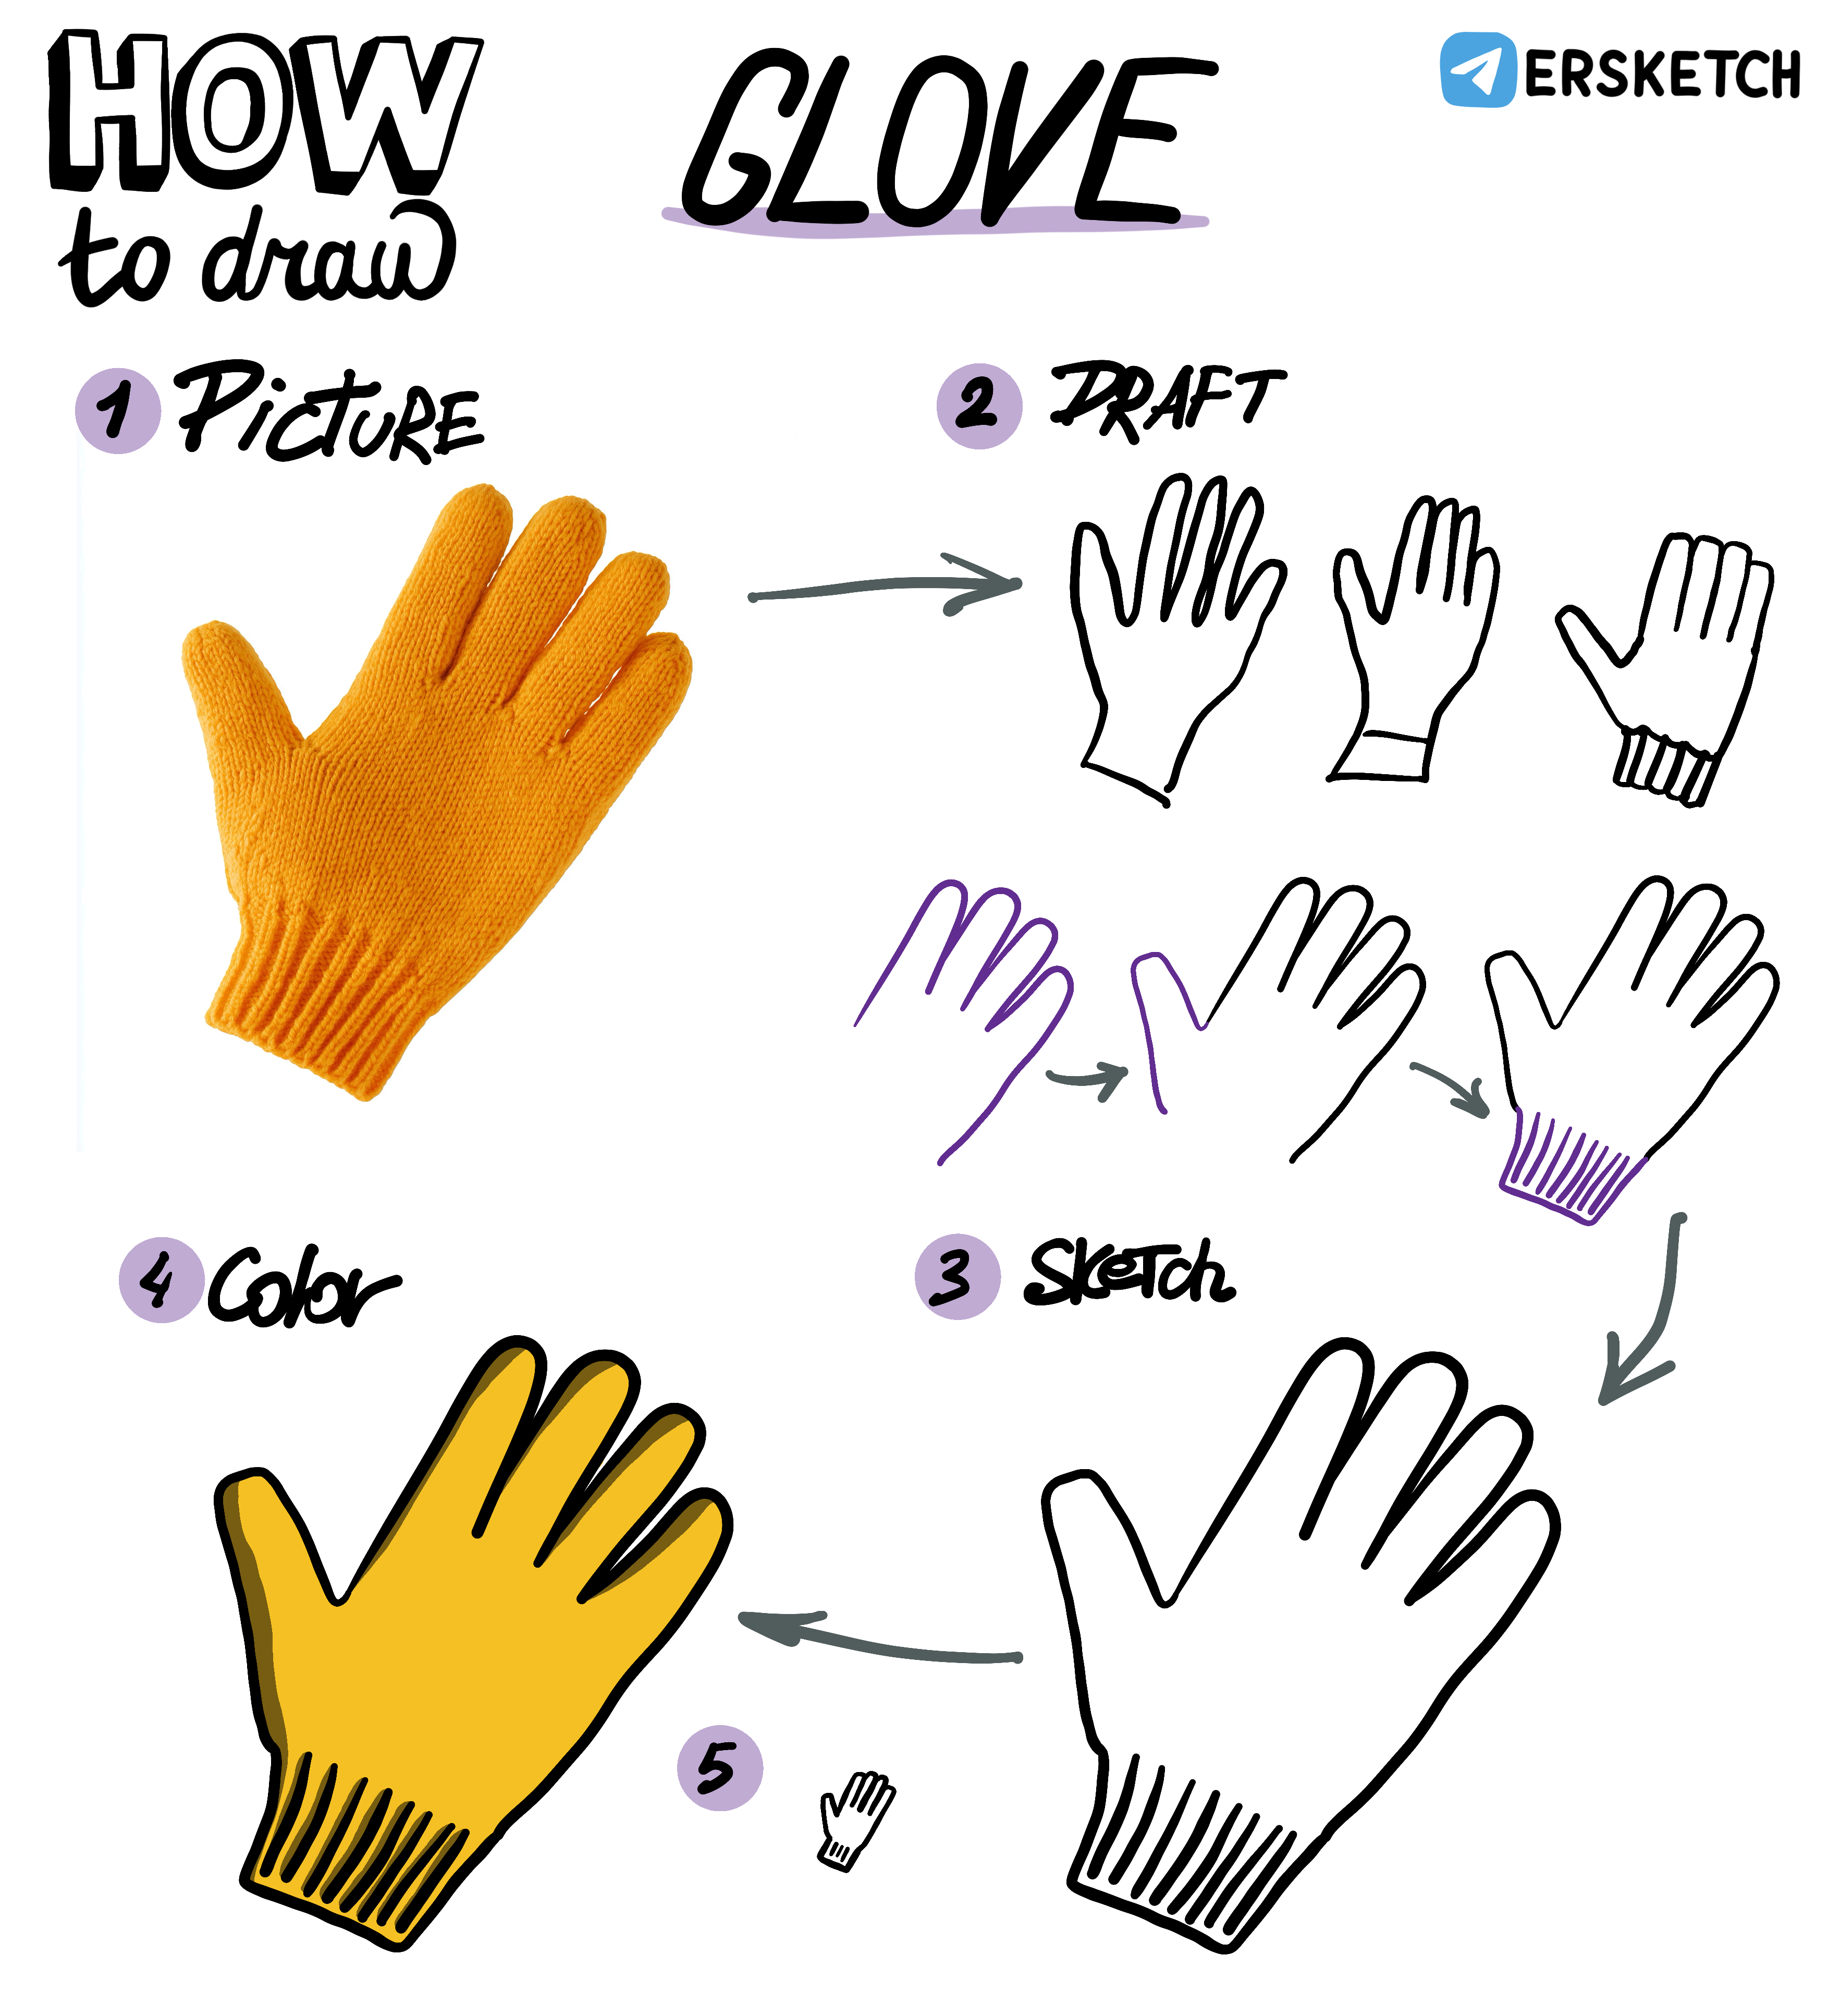 HOW
to draw
GLOVE
ERSKETCH
1 PiCTURE
2 DRAFT
4 Color
3 SKeTch
5